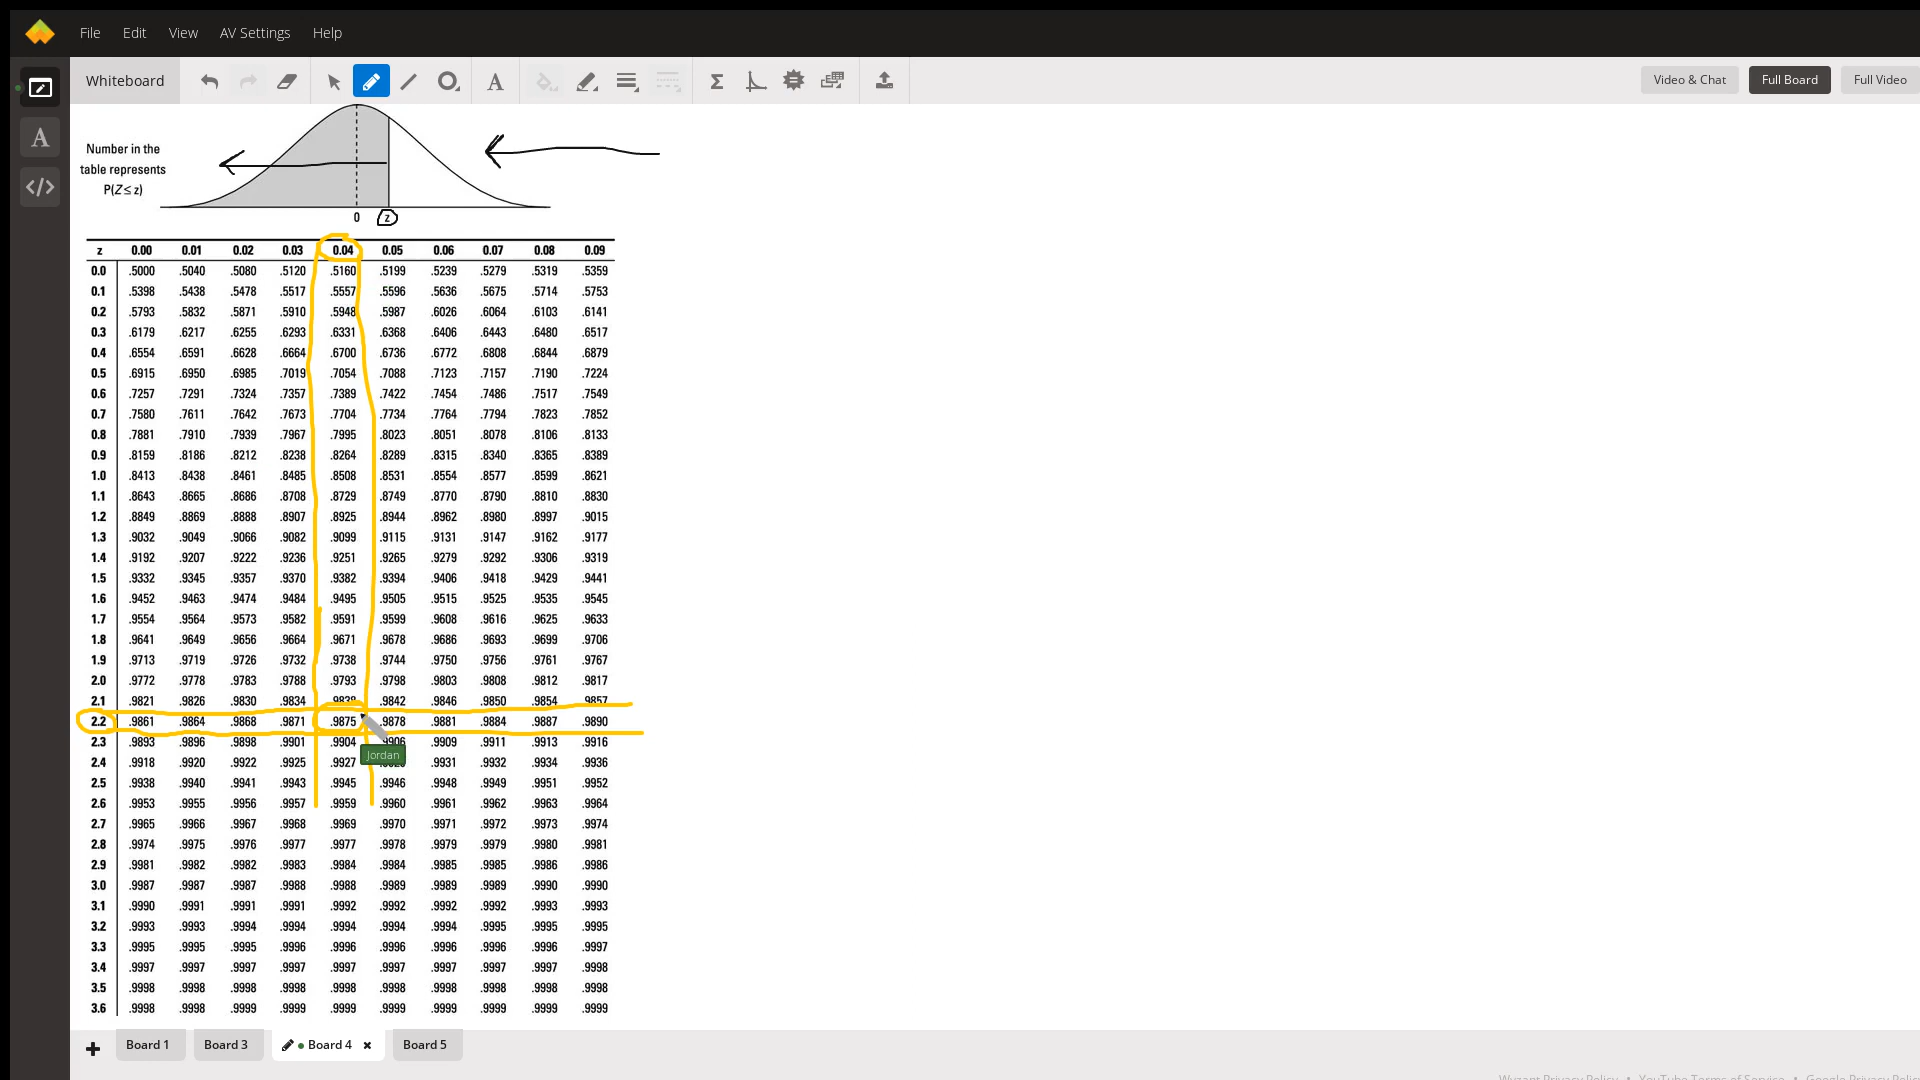 File Edit View AV Settings Help
Whiteboard A Σ Video & Chat Full Board Full Video
A
</>
Number in the
table represents
P(Z≤ z)
0 z
z 0.00 0.01 0.02 0.03 0.04 0.05 0.06 0.07 0.08 0.09
0.0 .5000 .5040 .5080 .5120 .5160 .5199 .5239 .5279 .5319 .5359
0.1 .5398 .5438 .5478 .5517 .5557 .5596 .5636 .5675 .5714 .5753
0.2 .5793 .5832 .5871 .5910 .5948 .5987 .6026 .6064 .6103 .6141
0.3 .6179 .6217 .6255 .6293 .6331 .6368 .6406 .6443 .6480 .6517
0.4 .6554 .6591 .6628 .6664 .6700 .6736 .6772 .6808 .6844 .6879
0.5 .6915 .6950 .6985 .7019 .7054 .7088 .7123 .7157 .7190 .7224
0.6 .7257 .7291 .7324 .7357 .7389 .7422 .7454 .7486 .7517 .7549
0.7 .7580 .7611 .7642 .7673 .7704 .7734 .7764 .7794 .7823 .7852
0.8 .7881 .7910 .7939 .7967 .7995 .8023 .8051 .8078 .8106 .8133
0.9 .8159 .8186 .8212 .8238 .8264 .8289 .8315 .8340 .8365 .8389
1.0 .8413 .8438 .8461 .8485 .8508 .8531 .8554 .8577 .8599 .8621
1.1 .8643 .8665 .8686 .8708 .8729 .8749 .8770 .8790 .8810 .8830
1.2 .8849 .8869 .8888 .8907 .8925 .8944 .8962 .8980 .8997 .9015
1.3 .9032 .9049 .9066 .9082 .9099 .9115 .9131 .9147 .9162 .9177
1.4 .9192 .9207 .9222 .9236 .9251 .9265 .9279 .9292 .9306 .9319
1.5 .9332 .9345 .9357 .9370 .9382 .9394 .9406 .9418 .9429 .9441
1.6 .9452 .9463 .9474 .9484 .9495 .9505 .9515 .9525 .9535 .9545
1.7 .9554 .9564 .9573 .9582 .9591 .9599 .9608 .9616 .9625 .9633
1.8 .9641 .9649 .9656 .9664 .9671 .9678 .9686 .9693 .9699 .9706
1.9 .9713 .9719 .9726 .9732 .9738 .9744 .9750 .9756 .9761 .9767
2.0 .9772 .9778 .9783 .9788 .9793 .9798 .9803 .9808 .9812 .9817
2.1 .9821 .9826 .9830 .9834 .9838 .9842 .9846 .9850 .9854 .9857
2.2 .9861 .9864 .9868 .9871 .9875 .9878 .9881 .9884 .9887 .9890
2.3 .9893 .9896 .9898 .9901 .9904 .9906 .9909 .9911 .9913 .9916
Jordan
2.4 .9918 .9920 .9922 .9925 .9927 .9931 .9932 .9934 .9936
2.5 .9938 .9940 .9941 .9943 .9945 .9946 .9948 .9949 .9951 .9952
2.6 .9953 .9955 .9956 .9957 .9959 .9960 .9961 .9962 .9963 .9964
2.7 .9965 .9966 .9967 .9968 .9969 .9970 .9971 .9972 .9973 .9974
2.8 .9974 .9975 .9976 .9977 .9977 .9978 .9979 .9979 .9980 .9981
2.9 .9981 .9982 .9982 .9983 .9984 .9984 .9985 .9985 .9986 .9986
3.0 .9987 .9987 .9987 .9988 .9988 .9989 .9989 .9989 .9990 .9990
3.1 .9990 .9991 .9991 .9991 .9992 .9992 .9992 .9992 .9993 .9993
3.2 .9993 .9993 .9994 .9994 .9994 .9994 .9994 .9995 .9995 .9995
3.3 .9995 .9995 .9995 .9996 .9996 .9996 .9996 .9996 .9996 .9997
3.4 .9997 .9997 .9997 .9997 .9997 .9997 .9997 .9997 .9997 .9998
3.5 .9998 .9998 .9998 .9998 .9998 .9998 .9998 .9998 .9998 .9998
3.6 .9998 .9998 .9999 .9999 .9999 .9999 .9999 .9999 .9999 .9999
Board 1 Board 3 Board 4 Board 5